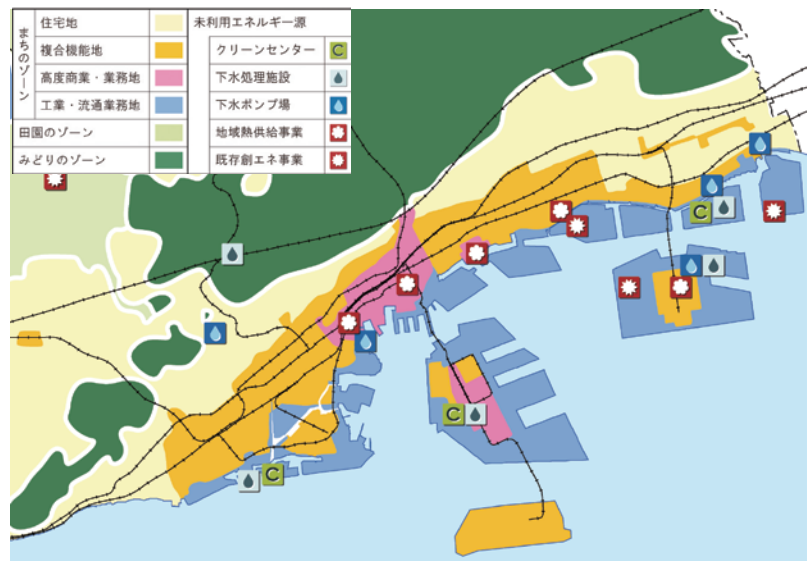 まちのゾーン
住宅地
複合機能地
高度商業・業務地
工業・流通業務地
田園のゾーン
みどりのゾーン
未利用エネルギー源
クリーンセンター C
下水処理施設
下水ポンプ場
地域熱供給事業
既存創エネ事業
C
C
C